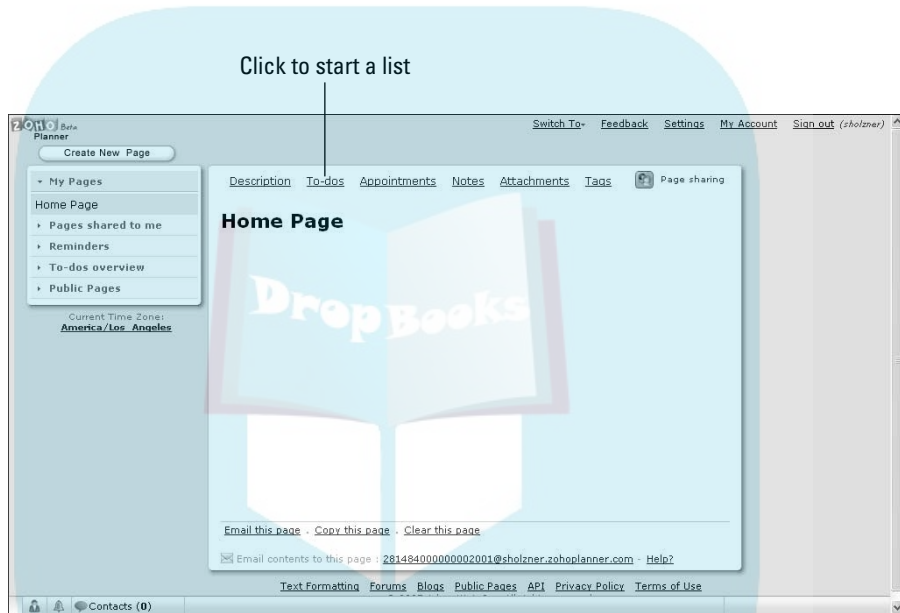 Click to start a list
ZOHO Beta
Planner
Switch To Feedback Settings My Account Sign out (sholzner)
Create New Page
My Pages
Home Page
Pages shared to me
Reminders
To-dos overview
Public Pages
Current Time Zone:
America/Los_Angeles
Description To-dos Appointments Notes Attachments Tags Page sharing
Home Page
DropBooks
Email this page . Copy this page . Clear this page
Email contents to this page : 281484000000002001@sholzner.zohoplanner.com - Help?
Text Formatting Forums Blogs Public Pages API Privacy Policy Terms of Use
Contacts (0)